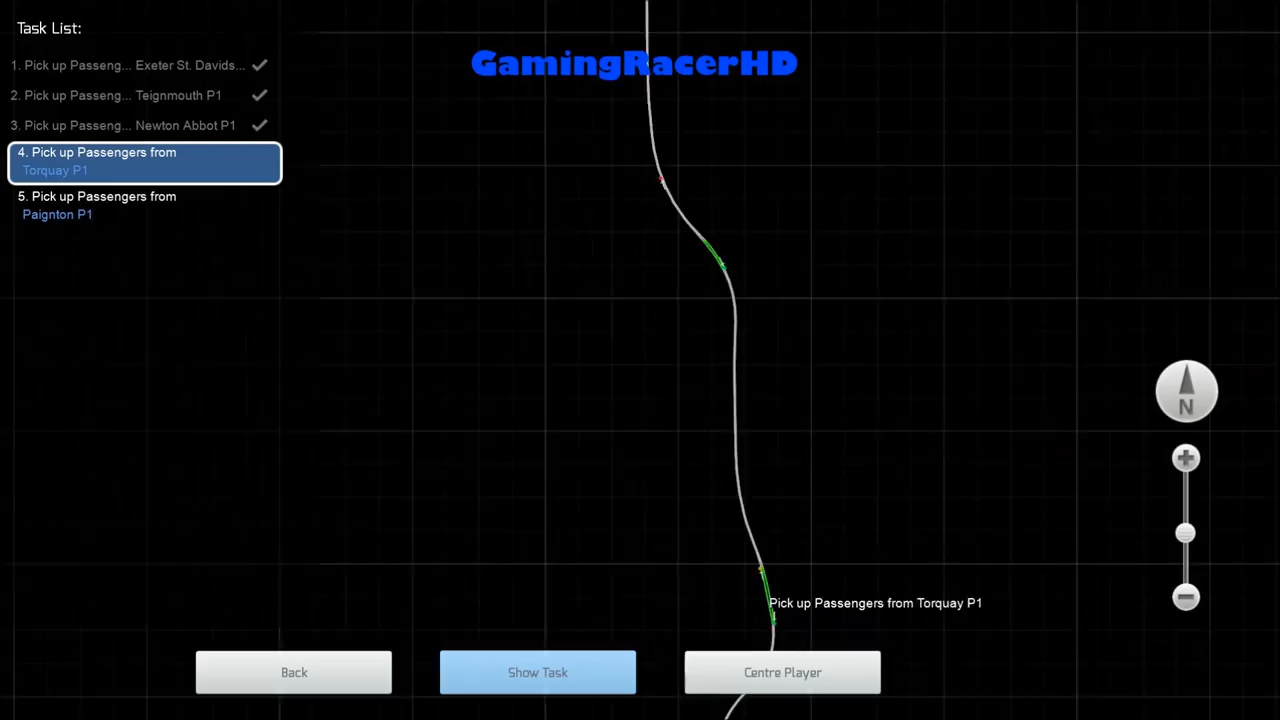 Task List:
GamingRacerHD
1. Pick up Passeng... Exeter St. Davids...
2. Pick up Passeng... Teignmouth P1
3. Pick up Passeng... Newton Abbot P1
4. Pick up Passengers from
Torquay P1
5. Pick up Passengers from
Paignton P1
N
Pick up Passengers from Torquay P1
Back
Show Task
Centre Player